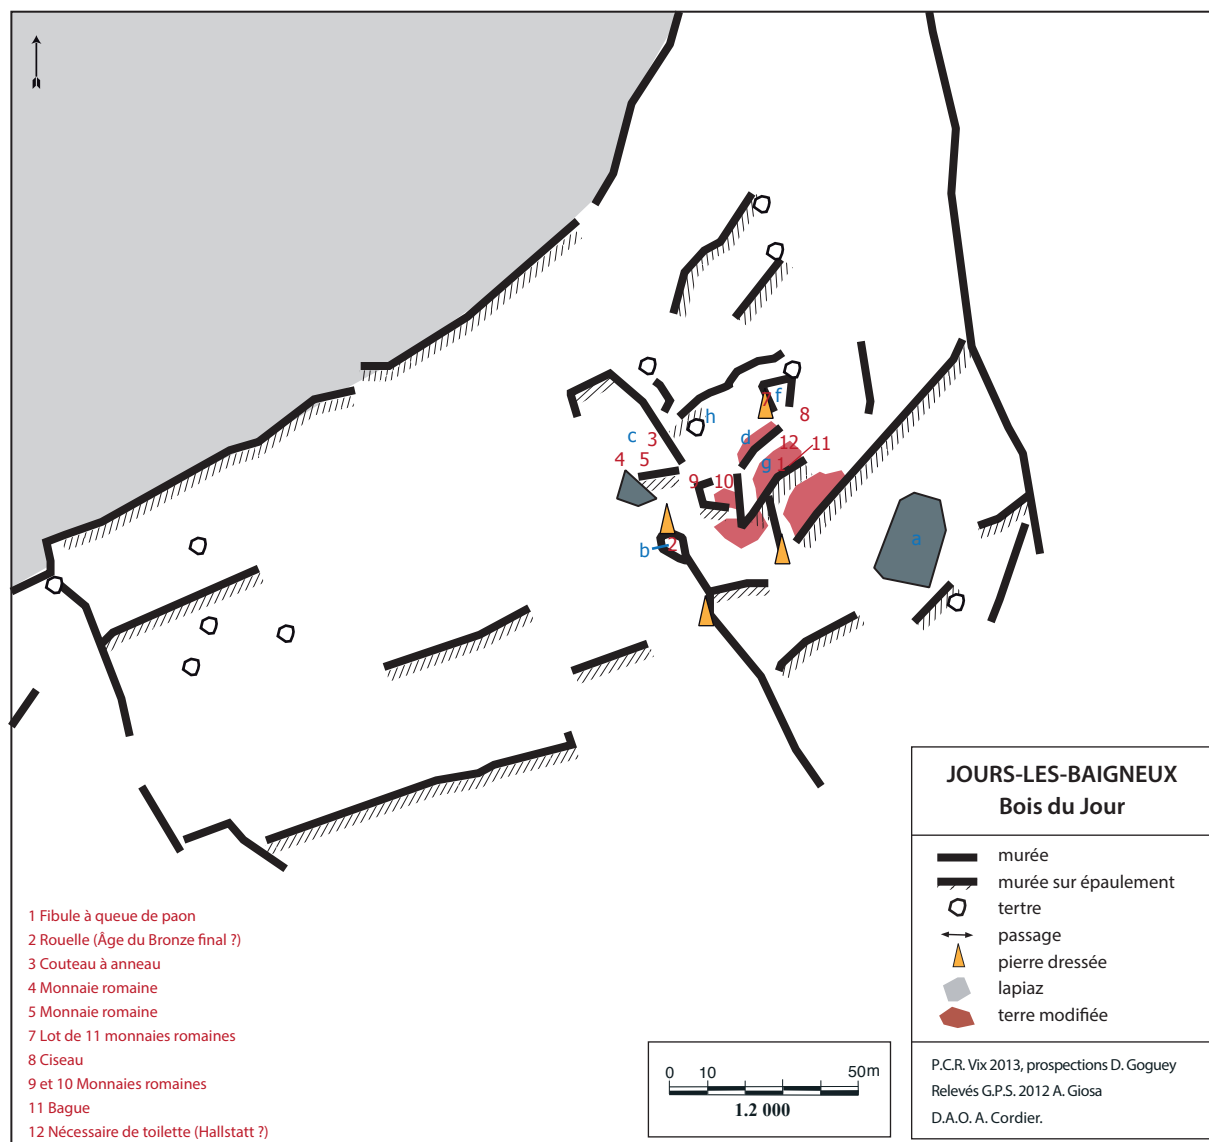 f
7
h
8
c
3
d
12
11
4
5
g
1
9
10
b
2
a
JOURS-LES-BAIGNEUX
Bois du Jour
murée
murée sur épaulement
tertre
passage
pierre dressée
lapiaz
terre modifiée
P.C.R. Vix 2013, prospections D. Goguey
Relevés G.P.S. 2012 A. Giosa
D.A.O. A. Cordier.
1 Fibule à queue de paon
2 Rouelle (Âge du Bronze final ?)
3 Couteau à anneau
4 Monnaie romaine
5 Monnaie romaine
7 Lot de 11 monnaies romaines
8 Ciseau
9 et 10 Monnaies romaines
11 Bague
12 Nécessaire de toilette (Hallstatt ?)
0 10 50m
1.2 000